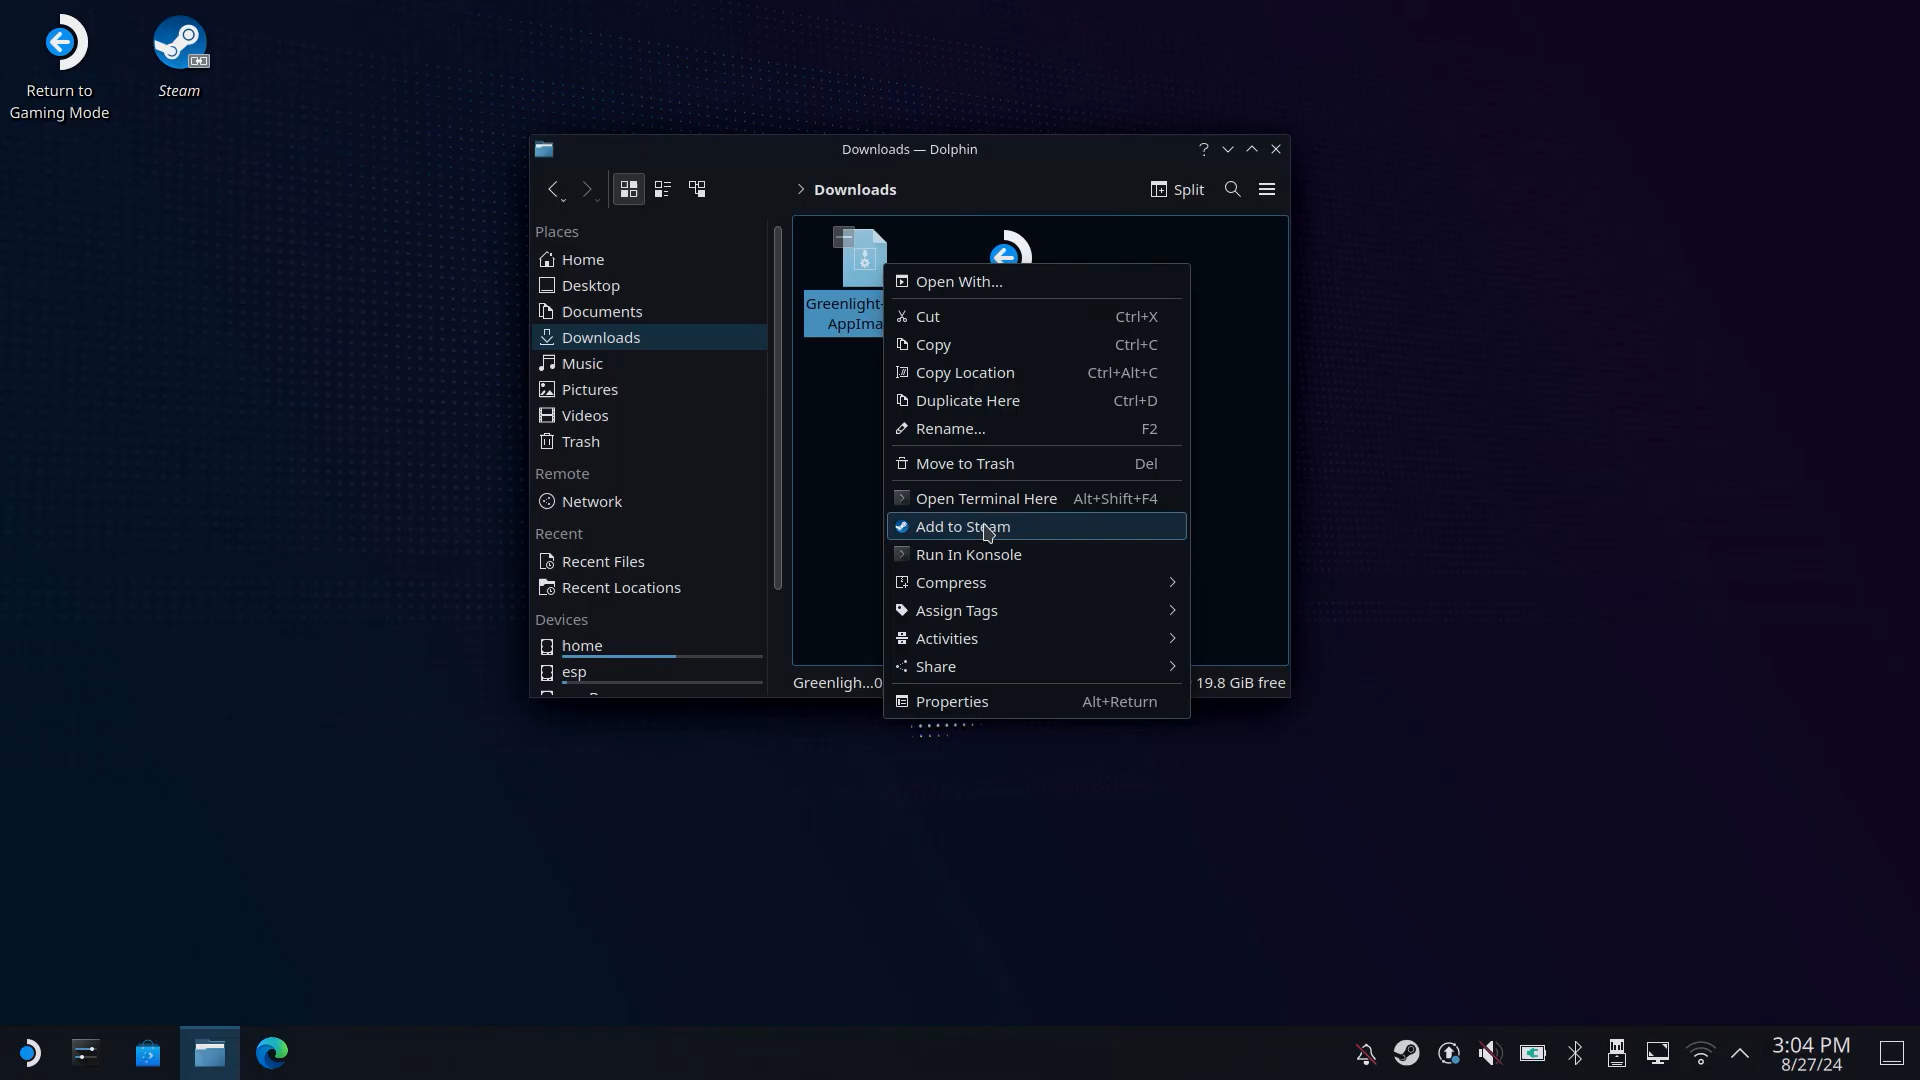 Return to
Gaming Mode
Steam
Downloads — Dolphin
Downloads
Split
Places
Home
Desktop
Documents
Downloads
Music
Pictures
Videos
Trash
Remote
Network
Recent
Recent Files
Recent Locations
Devices
home
esp
Greenlight-
AppIma
Open With...
Cut Ctrl+X
Copy Ctrl+C
Copy Location Ctrl+Alt+C
Duplicate Here Ctrl+D
Rename... F2
Move to Trash Del
Open Terminal Here Alt+Shift+F4
Add to Steam
Run In Konsole
Compress
Assign Tags
Activities
Share
Properties Alt+Return
Greenligh...0
19.8 GiB free
3:04 PM
8/27/24